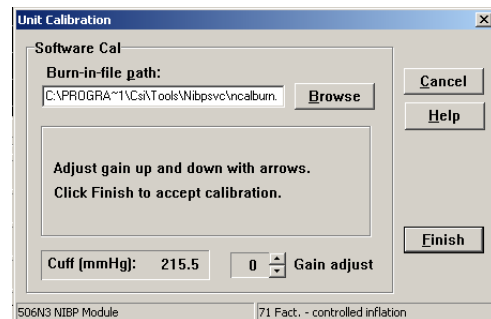 Unit Calibration
Software Cal
Burn-in-file path:
C:\PROGRA~1\Csi\Tools\Nibpsvc\ncalburn.
Browse
Cancel
Help
Adjust gain up and down with arrows.
Click Finish to accept calibration.
Finish
Cuff (mmHg): 215.5
0 Gain adjust
506N3 NIBP Module
71 Fact. - controlled inflation